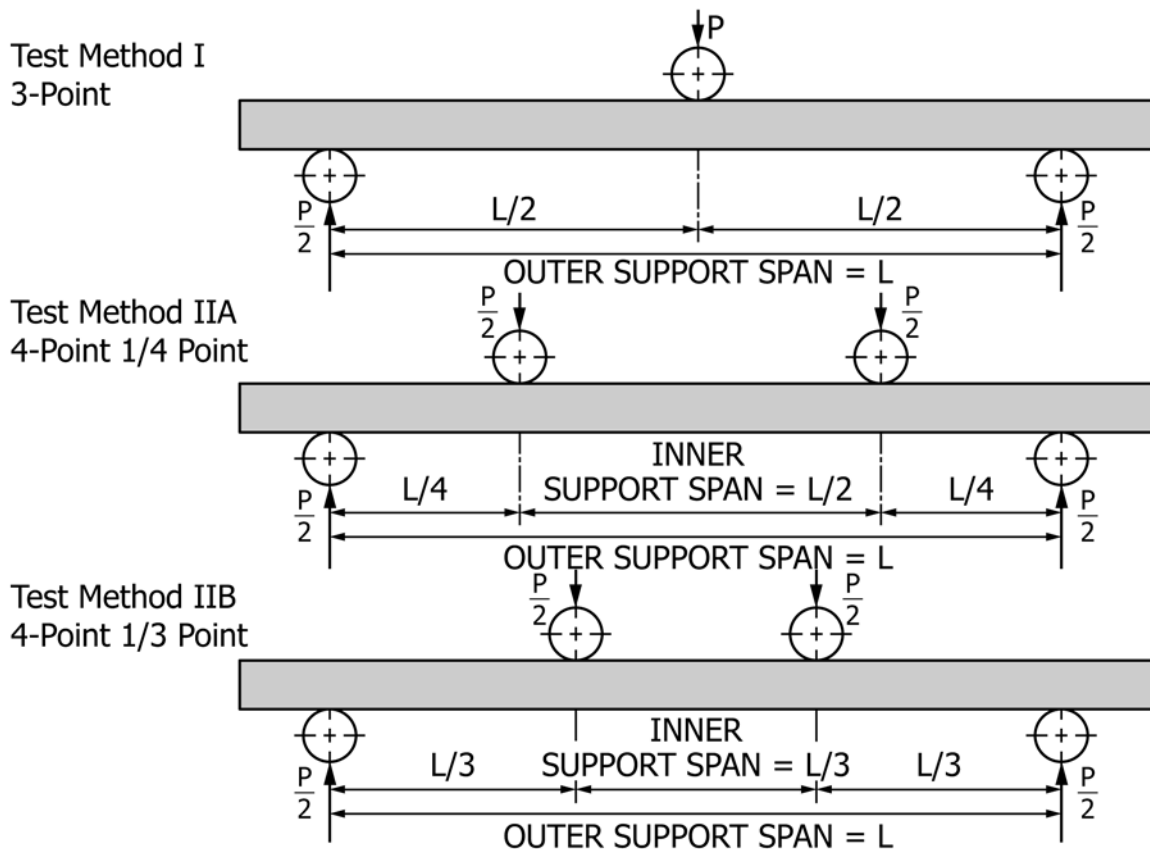 P
Test Method I
3-Point
P/2
L/2
L/2
P/2
OUTER SUPPORT SPAN = L
Test Method IIA
4-Point 1/4 Point
P/2
P/2
INNER
L/4
SUPPORT SPAN = L/2
L/4
P/2
P/2
OUTER SUPPORT SPAN = L
Test Method IIB
4-Point 1/3 Point
P/2
P/2
INNER
L/3
SUPPORT SPAN = L/3
L/3
P/2
P/2
OUTER SUPPORT SPAN = L